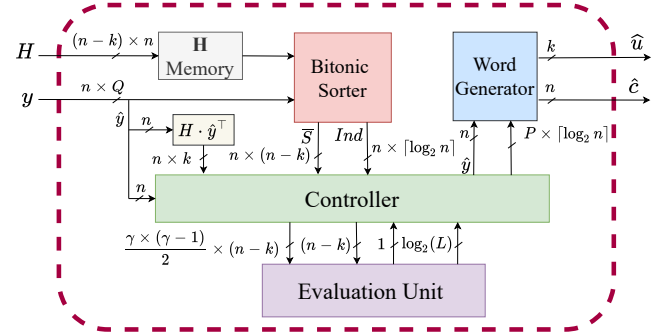 H
(n−k) × n
H
Memory
Bitonic
Sorter
Word
Generator
k
û
y
n × Q
n
ĉ
ŷ
n
H · ŷ⊤
n × k
S̅
n × (n−k)
Ind
n × ⌈log₂ n⌉
n
ŷ
P × ⌈log₂ n⌉
n
Controller
γ × (γ − 1)
2
× (n−k)
(n−k)
1
log₂(L)
Evaluation Unit